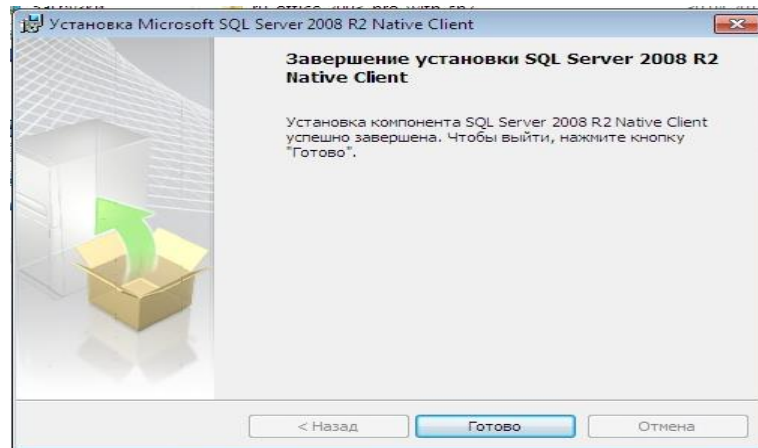 Установка Microsoft SQL Server 2008 R2 Native Client
Завершение установки SQL Server 2008 R2
Native Client
Установка компонента SQL Server 2008 R2 Native Client
успешно завершена. Чтобы выйти, нажмите кнопку
"Готово".
< Назад
Готово
Отмена